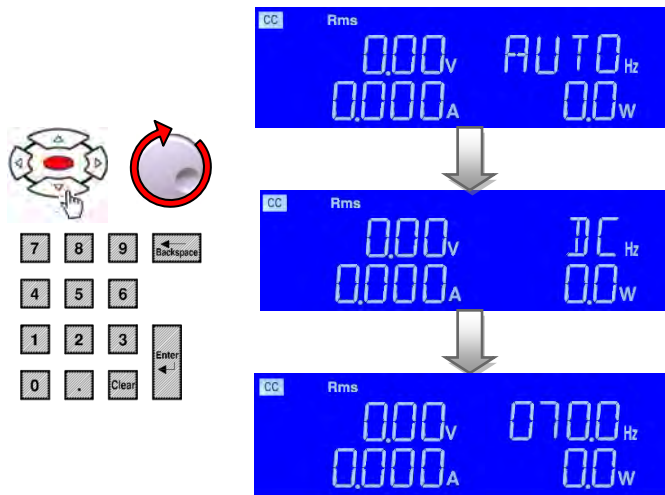 CC Rms
0.00V AUTO Hz
0.000A 0.0W
CC Rms
0.00V DC Hz
0.000A 0.0W
CC Rms
0.00V 070.0 Hz
0.000A 0.0W
7 8 9 Backspace
4 5 6
1 2 3 Enter
0 . Clear